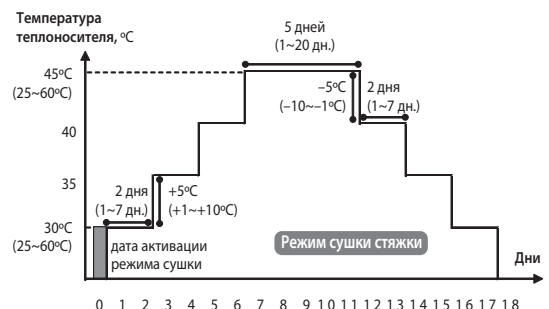 Температура
теплоносителя, ºC
5 дней
(1~20 дн.)
45ºC
(25~60ºC)
–5ºC
(–10~–1ºC)
2 дня
(1~7 дн.)
40
35
2 дня
(1~7 дн.)
+5ºC
(+1~+10ºC)
30ºC
(25~60ºC)
дата активации
режима сушки
Режим сушки стяжки
Дни
0 1 2 3 4 5 6 7 8 9 10 11 12 13 14 15 16 17 18